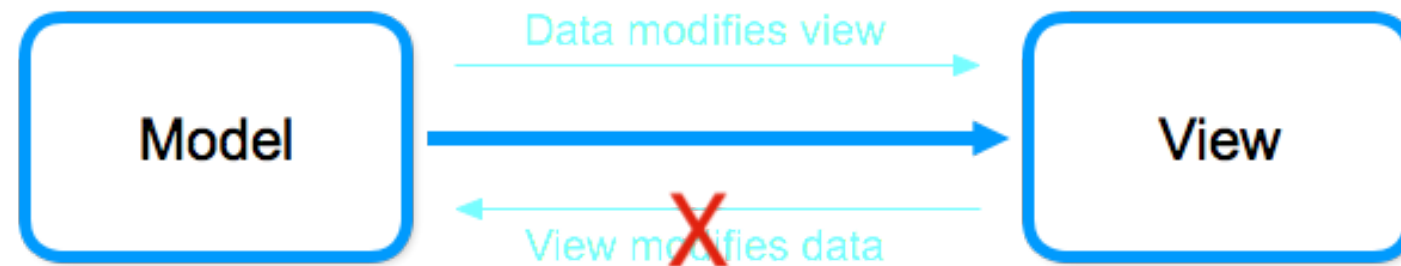 Data modifies view
Model
View
X
View modifies data